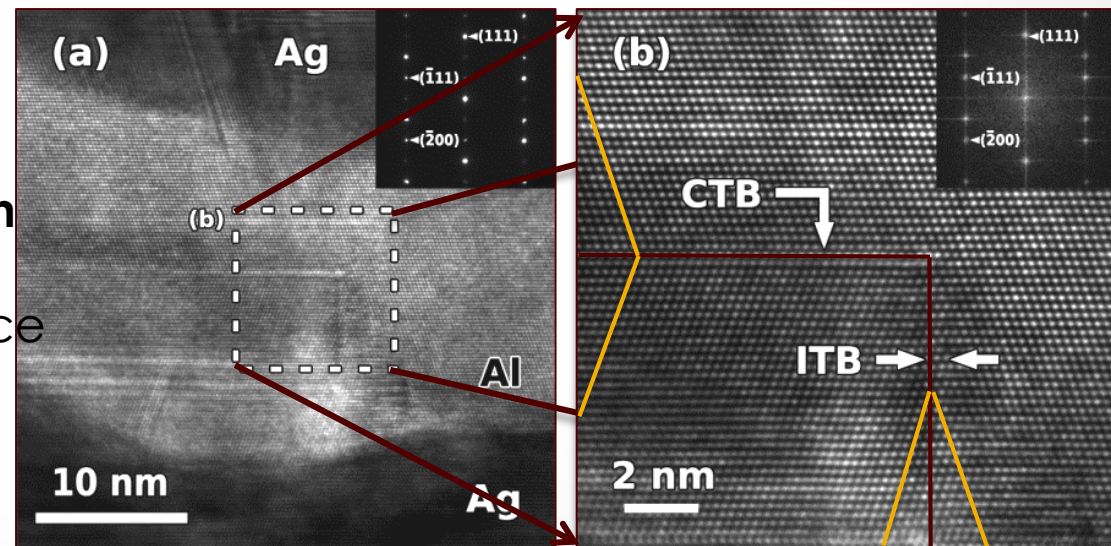 (a)
Ag
(111)
(1̄11)
(2̄00)
(b)
Al
10 nm
Ag
(b)
(111)
(1̄11)
(2̄00)
CTB
ITB
2 nm
n
ce